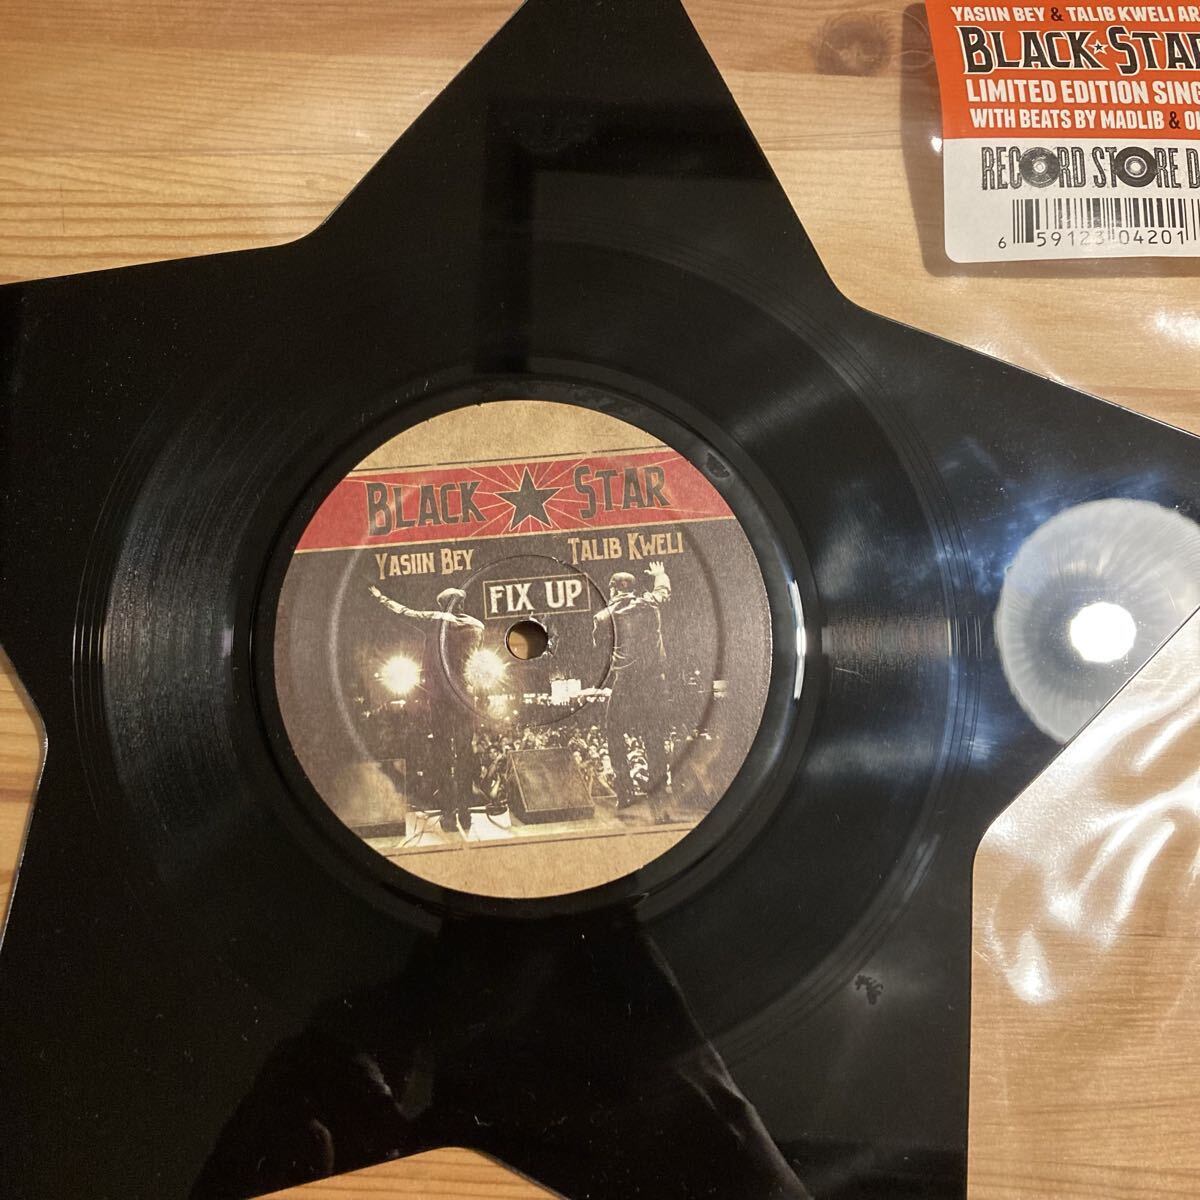 YASIIN BEY & TALIB KWELI AR
BLACK★STAR
LIMITED EDITION SING
WITH BEATS BY MADLIB &
RECORD STORE D
6 59123 04201
BLACK ★ STAR
YASIIN BEY TALIB KWELI
FIX UP